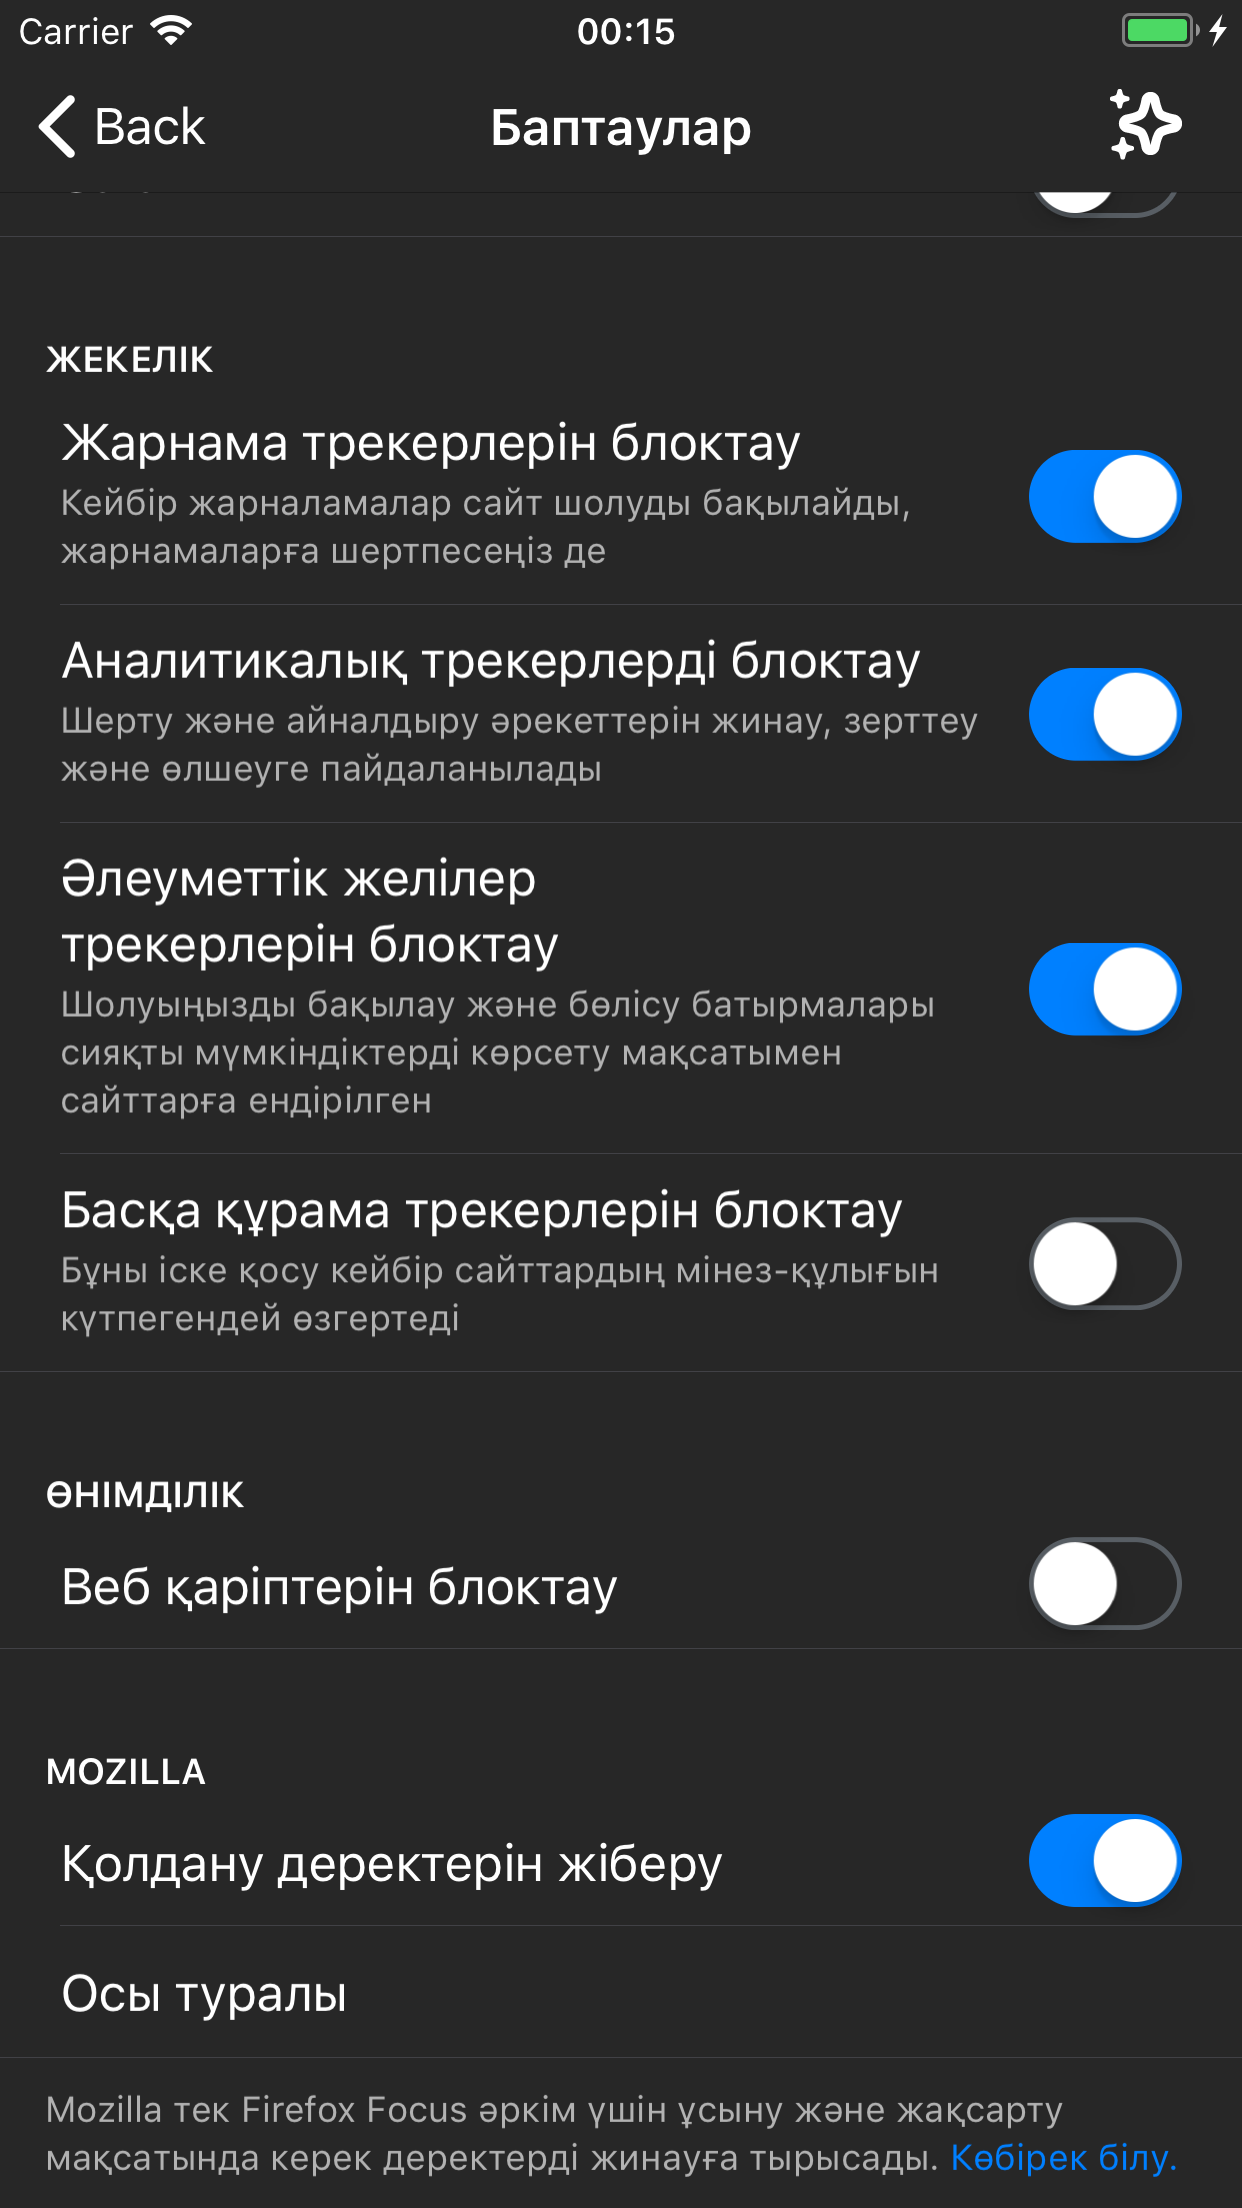 Carrier
00:15
Back
Баптаулар
ЖЕКЕЛІК
Жарнама трекерлерін блоктау
Кейбір жарналамалар сайт шолуды бақылайды,
жарнамаларға шертпесеңіз де
Аналитикалық трекерлерді блоктау
Шерту және айналдыру әрекеттерін жинау, зерттеу
және өлшеуге пайдаланылады
Әлеуметтік желілер
трекерлерін блоктау
Шолуыңызды бақылау және бөлісу батырмалары
сияқты мүмкіндіктерді көрсету мақсатымен
сайттарға ендірілген
Басқа құрама трекерлерін блоктау
Бұны іске қосу кейбір сайттардың мінез-құлығын
күтпегендей өзгертеді
ӨНІМДІЛІК
Веб қаріптерін блоктау
MOZILLA
Қолдану деректерін жіберу
Осы туралы
Mozilla тек Firefox Focus әркім үшін ұсыну және жақсарту
мақсатында керек деректерді жинауға тырысады. Көбірек білу.